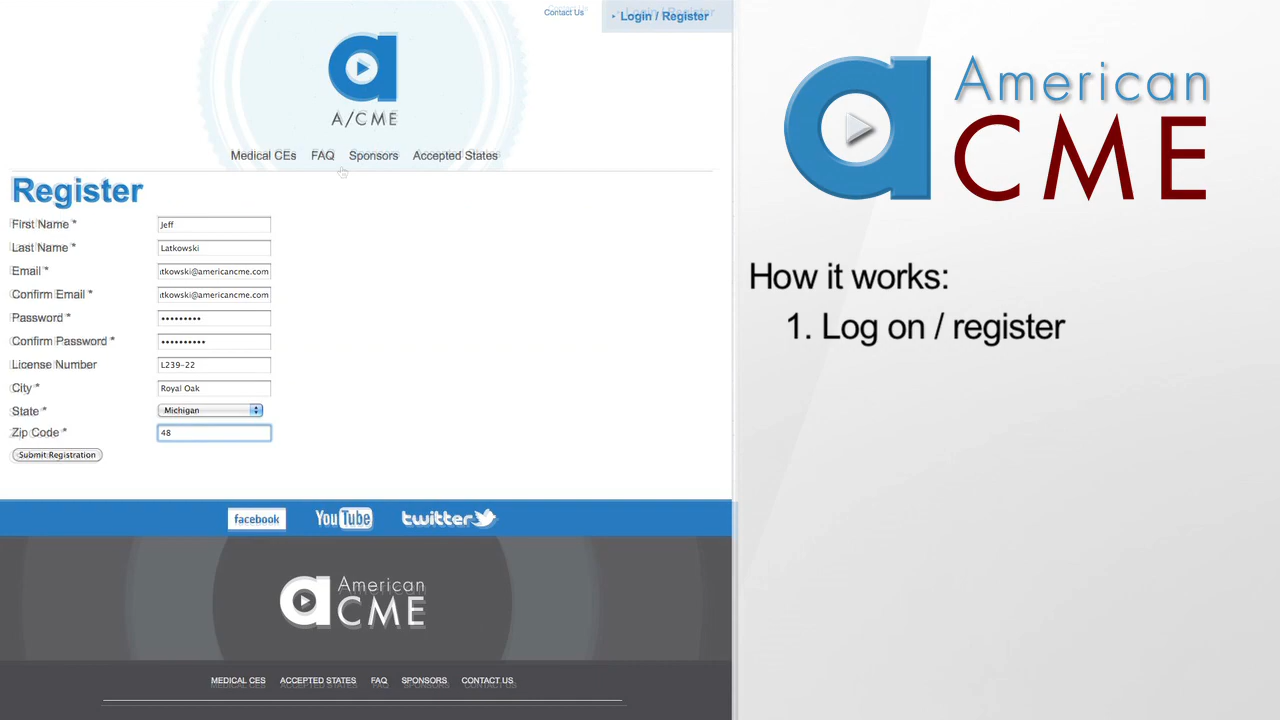 Contact Us
Login / Register
a
A/CME
Medical CEs FAQ Sponsors Accepted States
Register
First Name * Jeff
Last Name * Latkowski
Email * atkowski@americancme.com
Confirm Email * atkowski@americancme.com
Password * •••••••••
Confirm Password * ••••••••••
License Number L239-22
City * Royal Oak
State * Michigan
Zip Code * 48
Submit Registration
facebook YouTube twitter
a American
CME
MEDICAL CES ACCEPTED STATES FAQ SPONSORS CONTACT US
a American
CME
How it works:
1. Log on / register